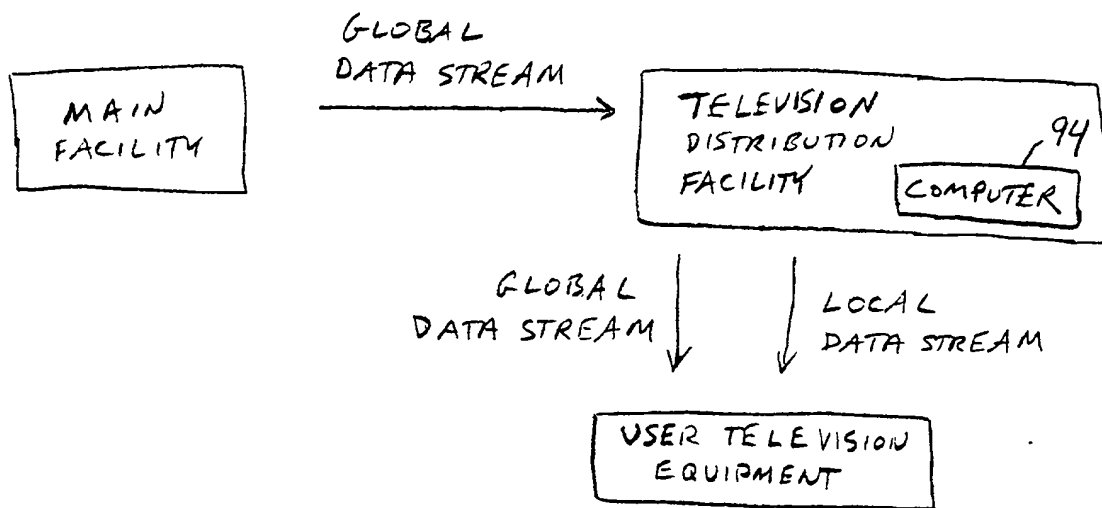 GLOBAL
DATA STREAM
MAIN
FACILITY
TELEVISION
DISTRIBUTION
FACILITY
94
COMPUTER
GLOBAL
DATA STREAM
LOCAL
DATA STREAM
USER TELEVISION
EQUIPMENT